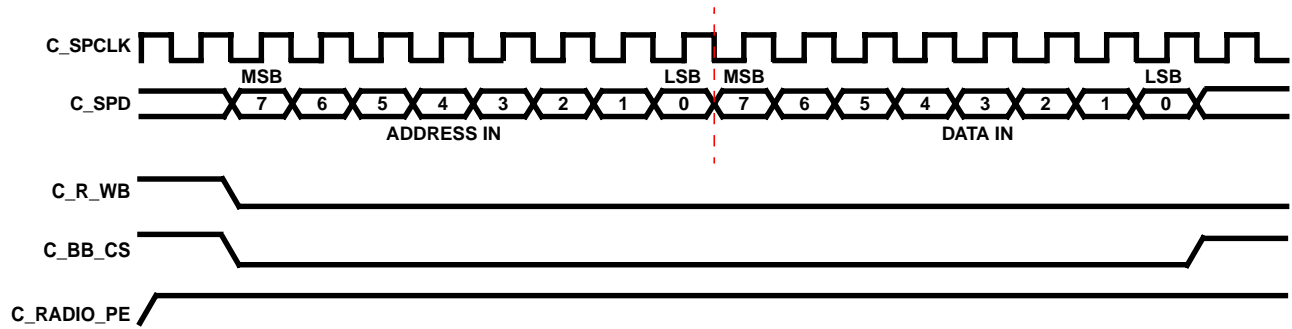 C_SPCLK
MSB LSB MSB LSB
C_SPD 7 6 5 4 3 2 1 0 7 6 5 4 3 2 1 0
ADDRESS IN DATA IN
C_R_WB
C_BB_CS
C_RADIO_PE